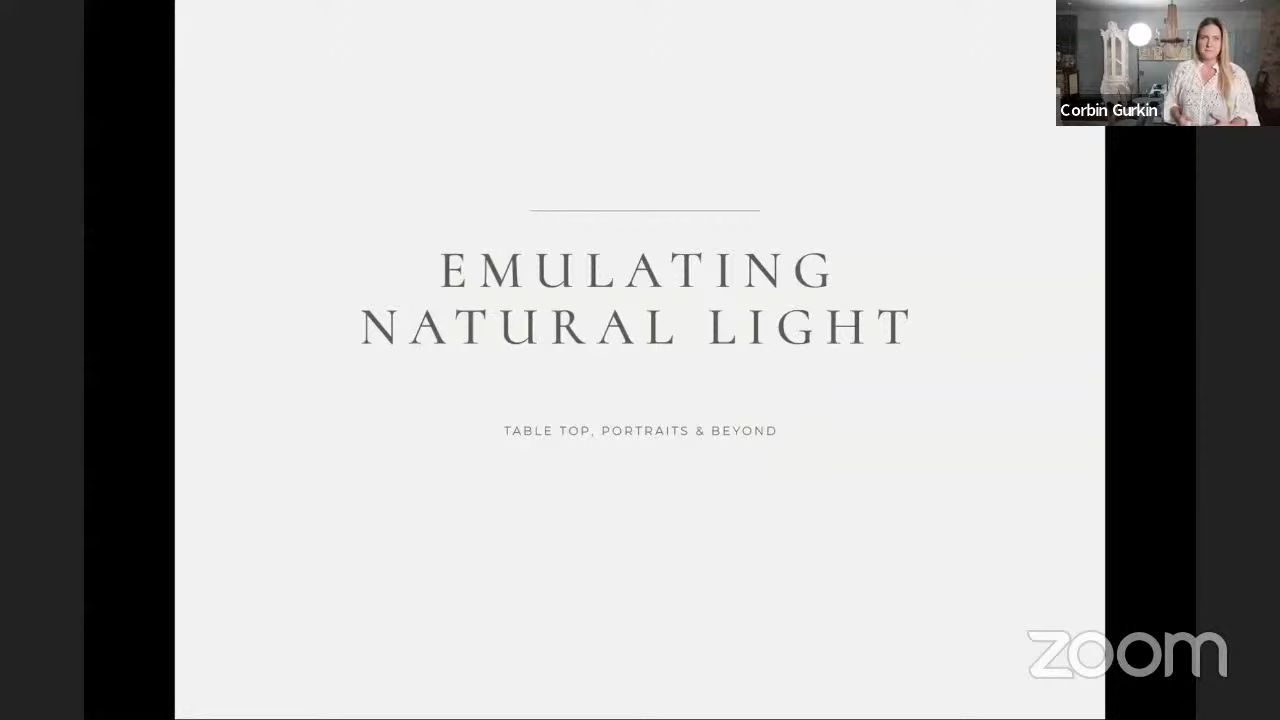 Corbin Gurkin
EMULATING
NATURAL LIGHT
TABLE TOP, PORTRAITS & BEYOND
zoom